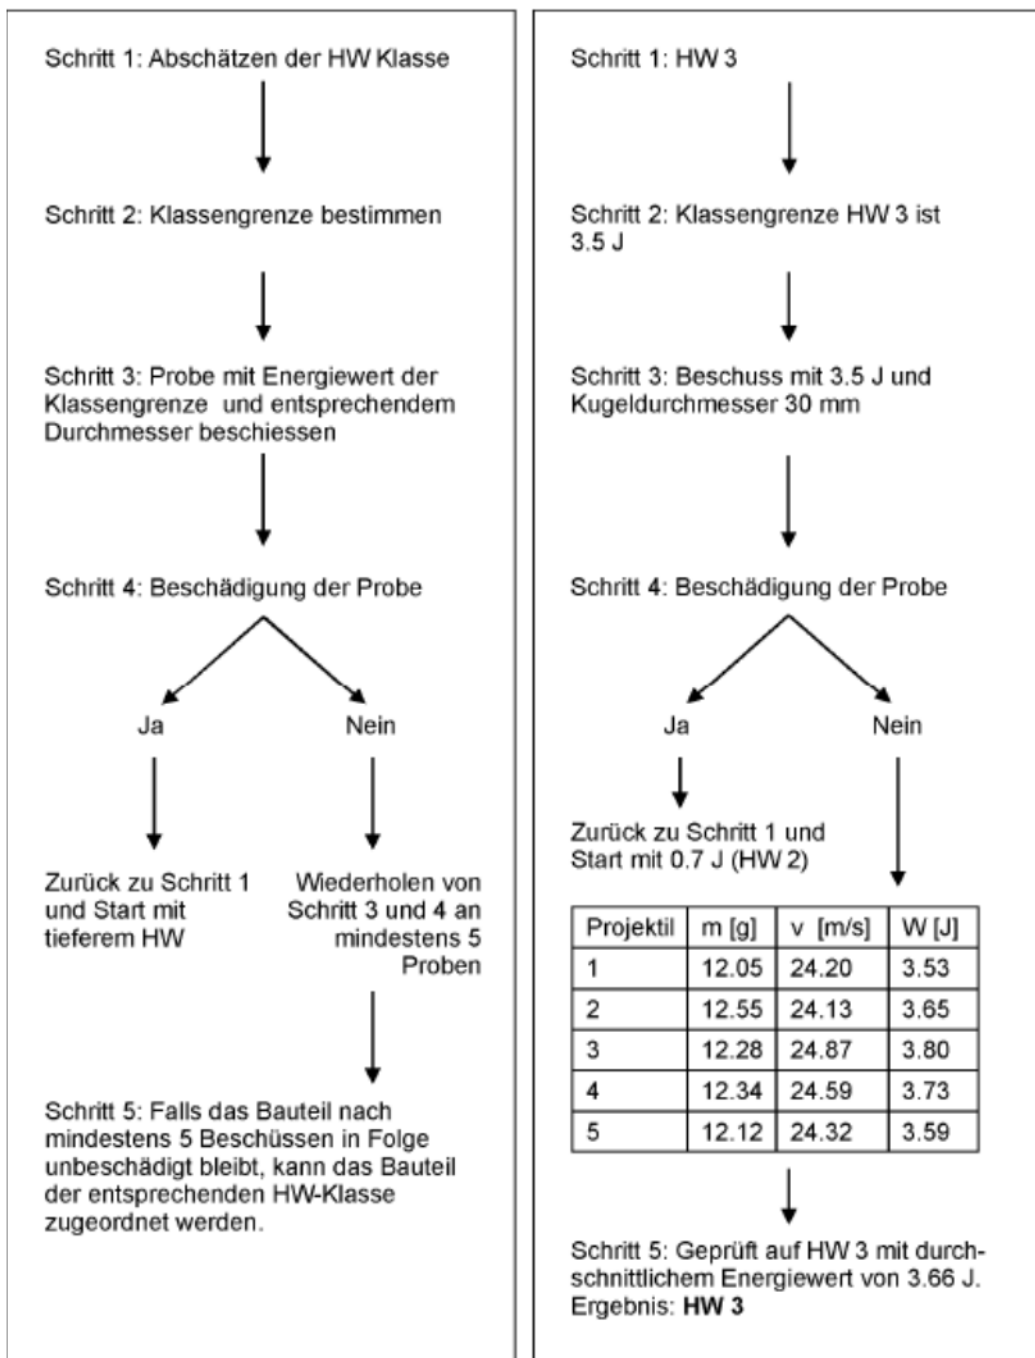 Schritt 1: Abschätzen der HW Klasse
Schritt 2: Klassengrenze bestimmen
Schritt 3: Probe mit Energiewert der
Klassengrenze und entsprechendem
Durchmesser beschiessen
Schritt 4: Beschädigung der Probe
Ja
Nein
Zurück zu Schritt 1
und Start mit
tieferem HW
Wiederholen von
Schritt 3 und 4 an
mindestens 5
Proben
Schritt 5: Falls das Bauteil nach
mindestens 5 Beschüssen in Folge
unbeschädigt bleibt, kann das Bauteil
der entsprechenden HW-Klasse
zugeordnet werden.
Schritt 1: HW 3
Schritt 2: Klassengrenze HW 3 ist
3.5 J
Schritt 3: Beschuss mit 3.5 J und
Kugeldurchmesser 30 mm
Schritt 4: Beschädigung der Probe
Ja
Nein
Zurück zu Schritt 1 und
Start mit 0.7 J (HW 2)
Projektil m [g] v [m/s] W [J]
1 12.05 24.20 3.53
2 12.55 24.13 3.65
3 12.28 24.87 3.80
4 12.34 24.59 3.73
5 12.12 24.32 3.59
Schritt 5: Geprüft auf HW 3 mit durch-
schnittlichem Energiewert von 3.66 J.
Ergebnis: HW 3